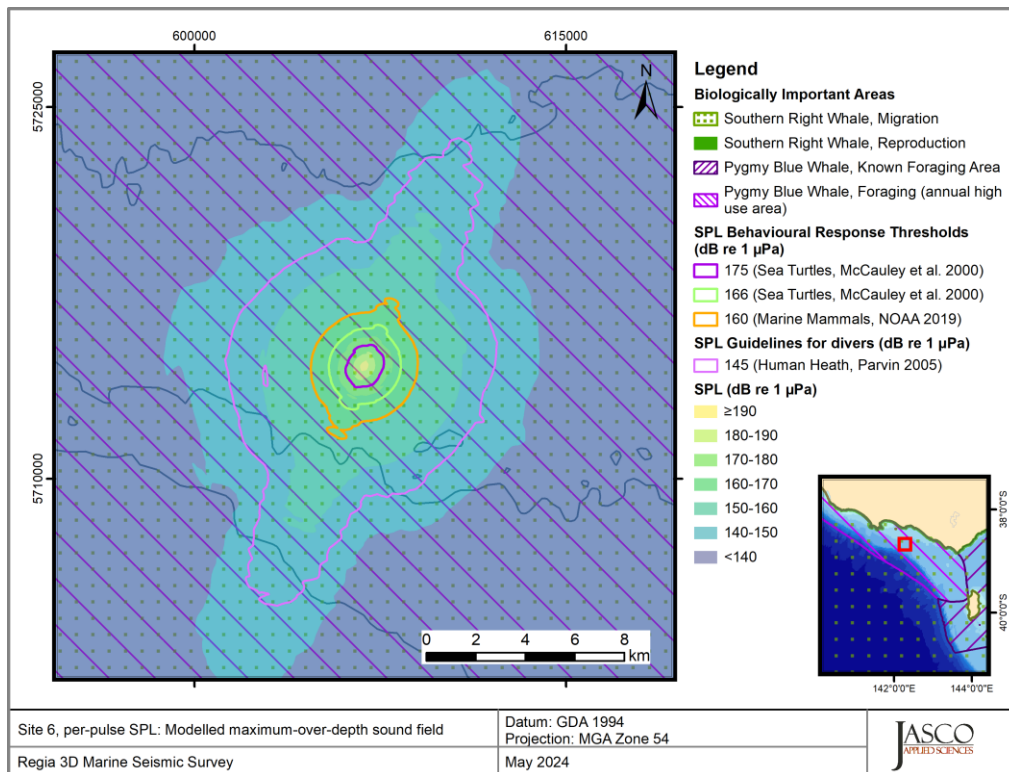 600000
615000
5725000
5710000
N
0 2 4 6 8
km
Legend
Biologically Important Areas
Southern Right Whale, Migration
Southern Right Whale, Reproduction
Pygmy Blue Whale, Known Foraging Area
Pygmy Blue Whale, Foraging (annual high
use area)
SPL Behavioural Response Thresholds
(dB re 1 µPa)
175 (Sea Turtles, McCauley et al. 2000)
166 (Sea Turtles, McCauley et al. 2000)
160 (Marine Mammals, NOAA 2019)
SPL Guidelines for divers (dB re 1 µPa)
145 (Human Heath, Parvin 2005)
SPL (dB re 1 µPa)
≥190
180-190
170-180
160-170
150-160
140-150
<140
38°0'0"S
40°0'0"S
142°0'0"E
144°0'0"E
Site 6, per-pulse SPL: Modelled maximum-over-depth sound field
Datum: GDA 1994
Projection: MGA Zone 54
Regia 3D Marine Seismic Survey
May 2024
JASCO
APPLIED SCIENCES